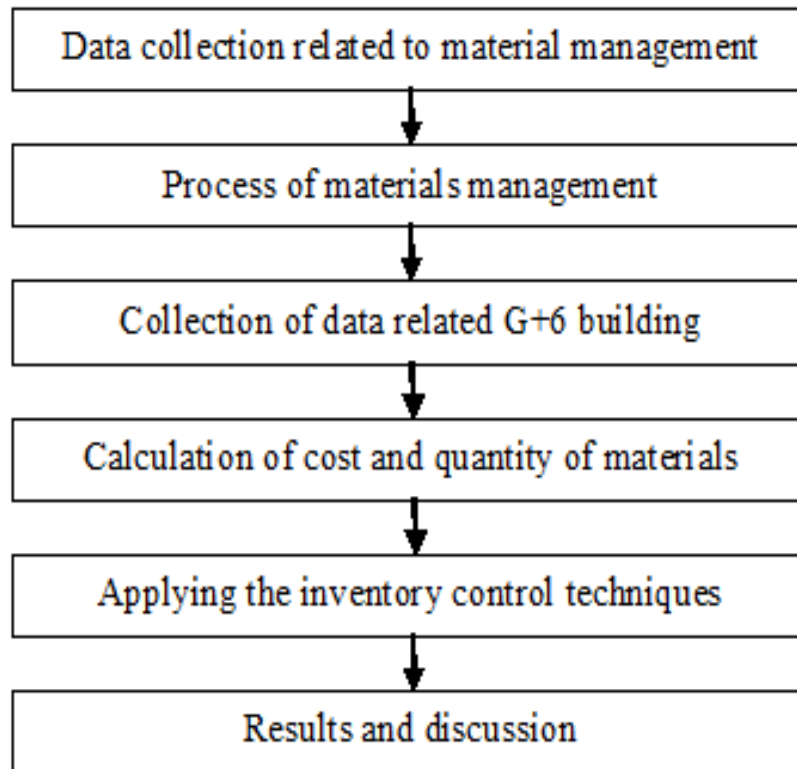 Data collection related to material management
Process of materials management
Collection of data related G+6 building
Calculation of cost and quantity of materials
Applying the inventory control techniques
Results and discussion